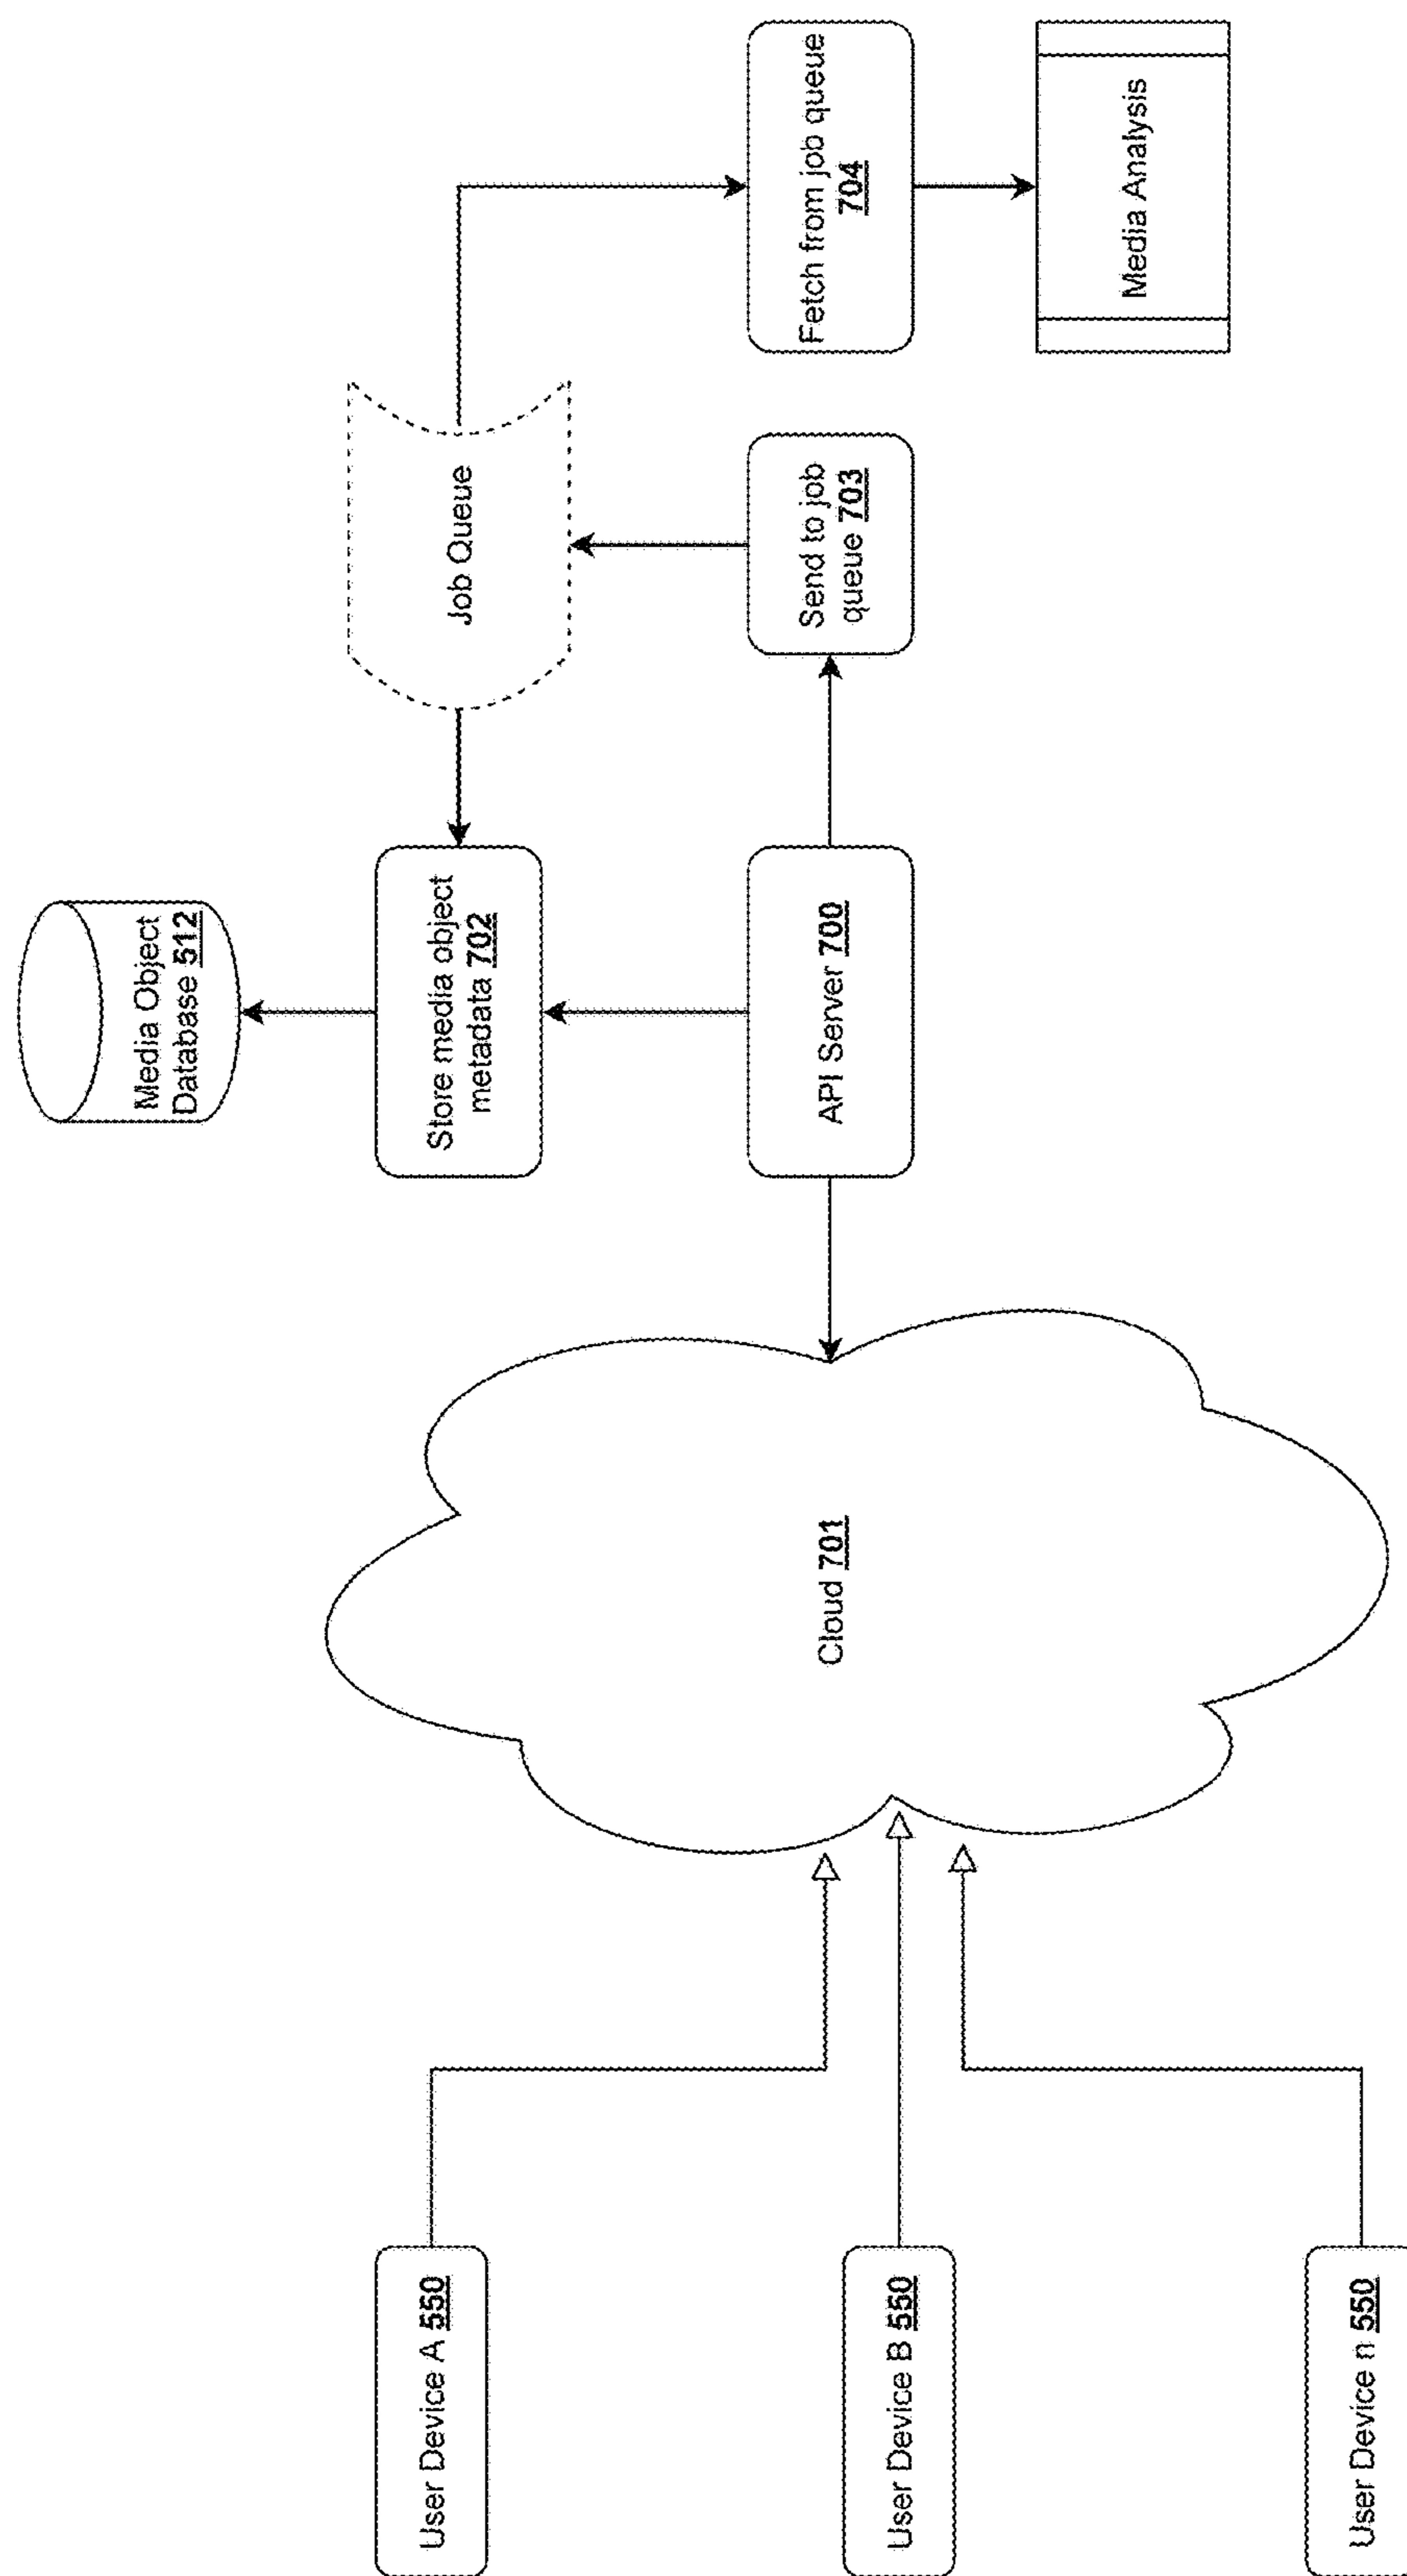 User Device A 550
User Device B 550
User Device n 550
Cloud 701
Media Object
Database 512
Store media object
metadata 702
API Server 700
Job Queue
Send to job
queue 703
Fetch from job queue
704
Media Analysis